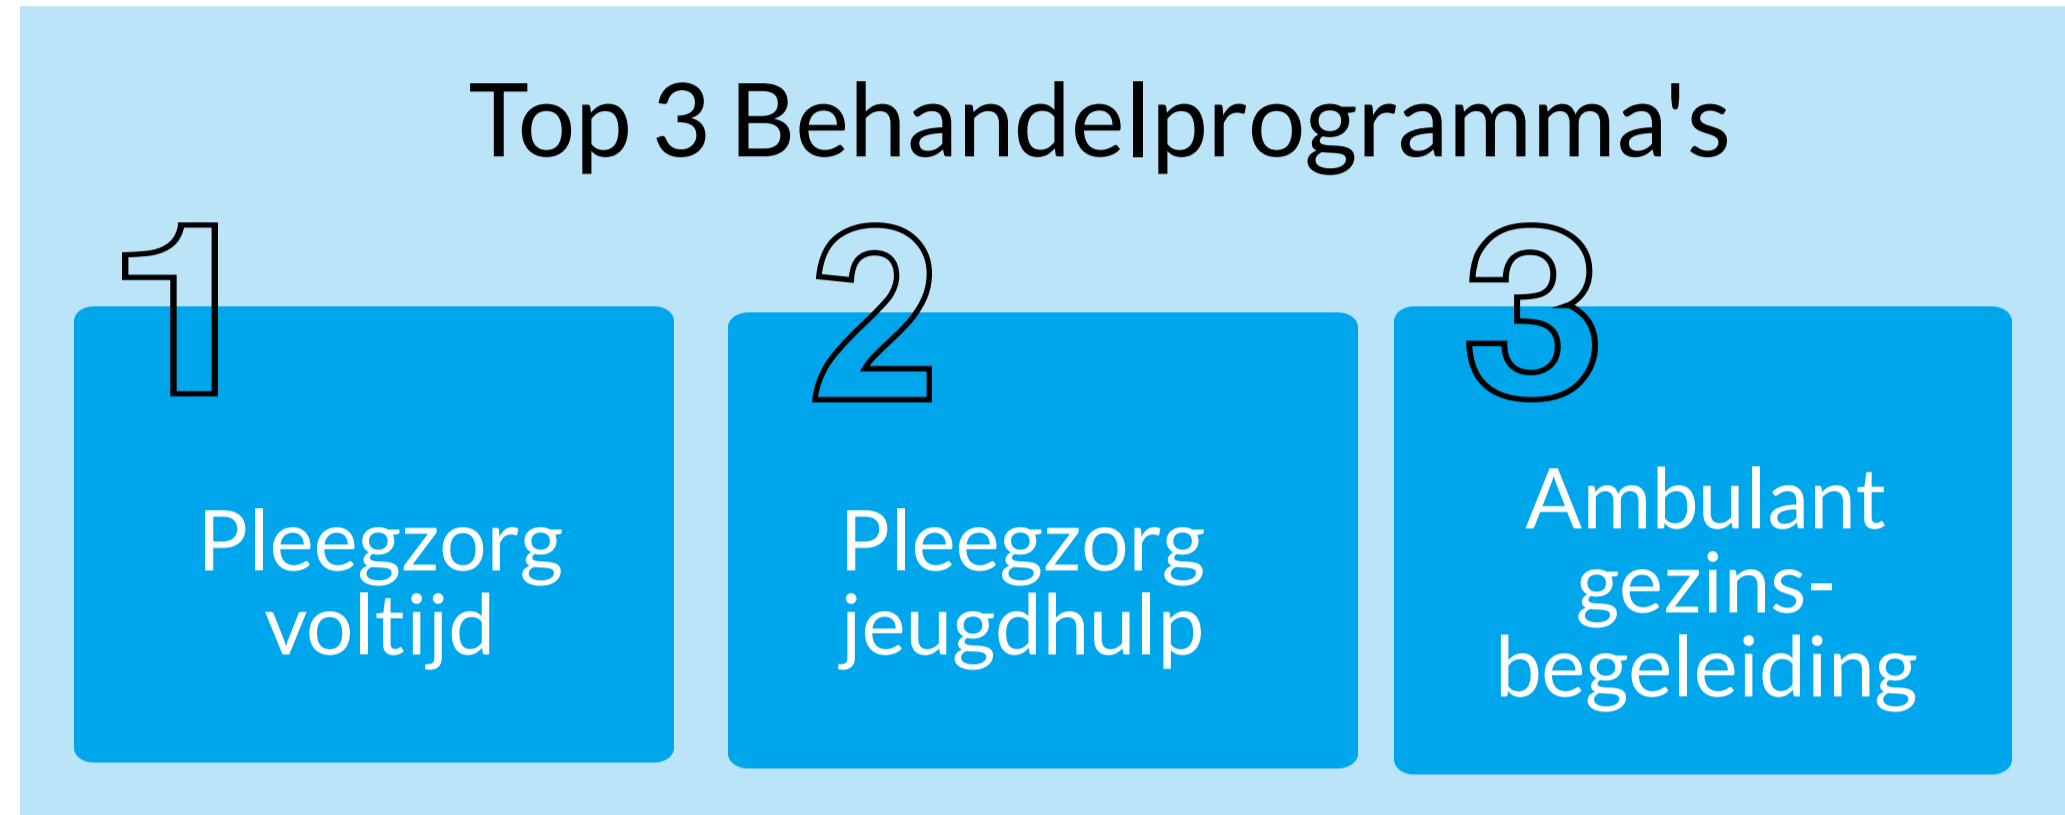 Top 3 Behandelprogramma's
1
Pleegzorg
voltijd
2
Pleegzorg
jeugdhulp
3
Ambulant
gezins-
begeleiding